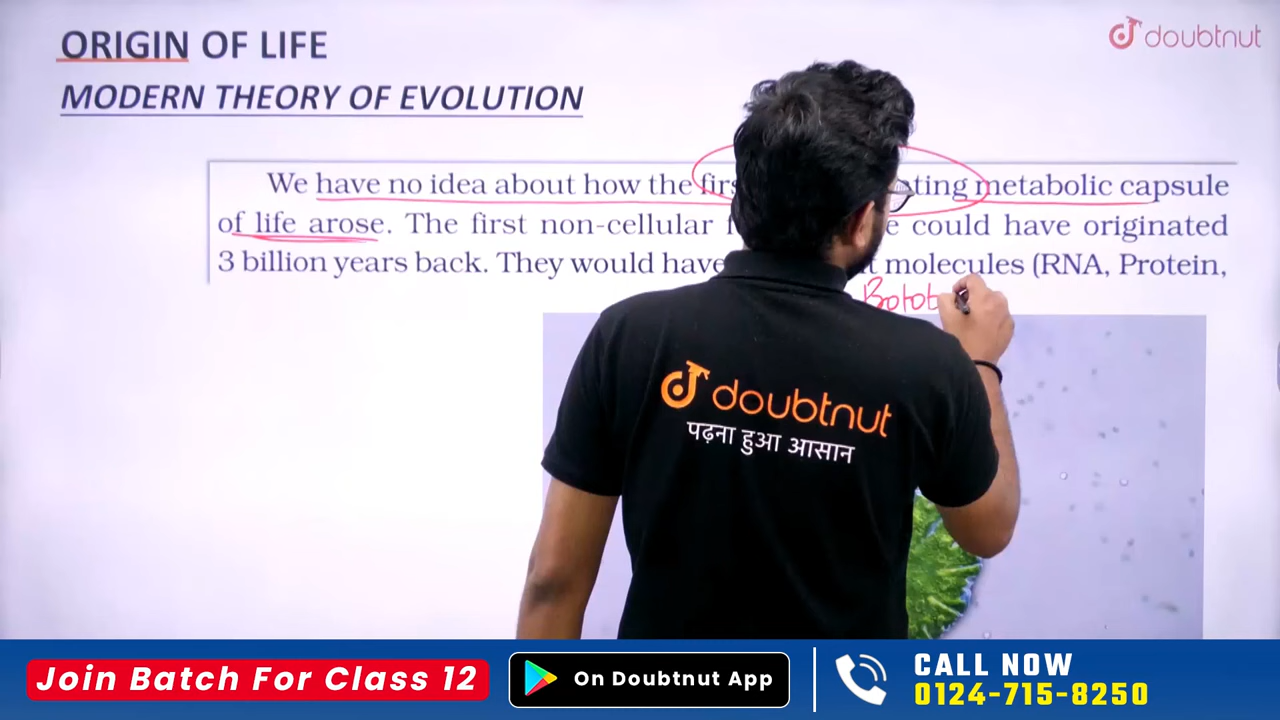 ORIGIN OF LIFE
doubtnut
MODERN THEORY OF EVOLUTION
We have no idea about how the metabolic capsule
of life arose. The first non-cellular could have originated
3 billion years back. They would have molecules (RNA, Protein,
doubtnut
पढ़ना हुआ आसान
Join Batch For Class 12
On Doubtnut App
CALL NOW
0124-715-8250